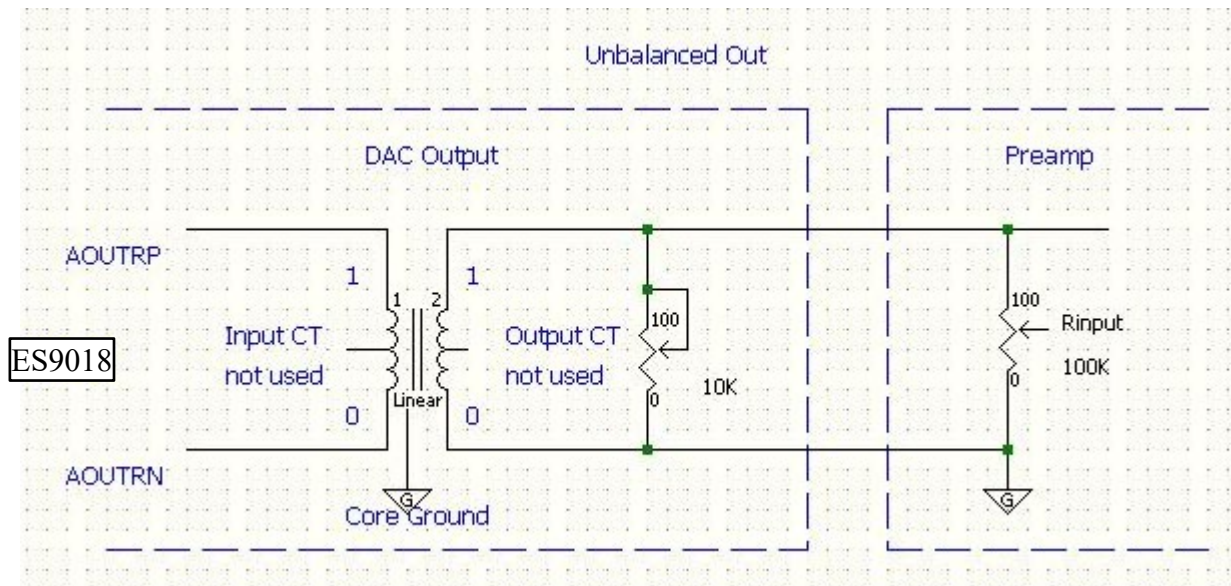 Unbalanced Out
DAC Output
Preamp
AOUTRP
1
1
1 2
100
100
Input CT
not used
Output CT
not used
Rinput
100K
ES9018
10K
0
0
Linear
0
0
AOUTRN
G
G
Core Ground